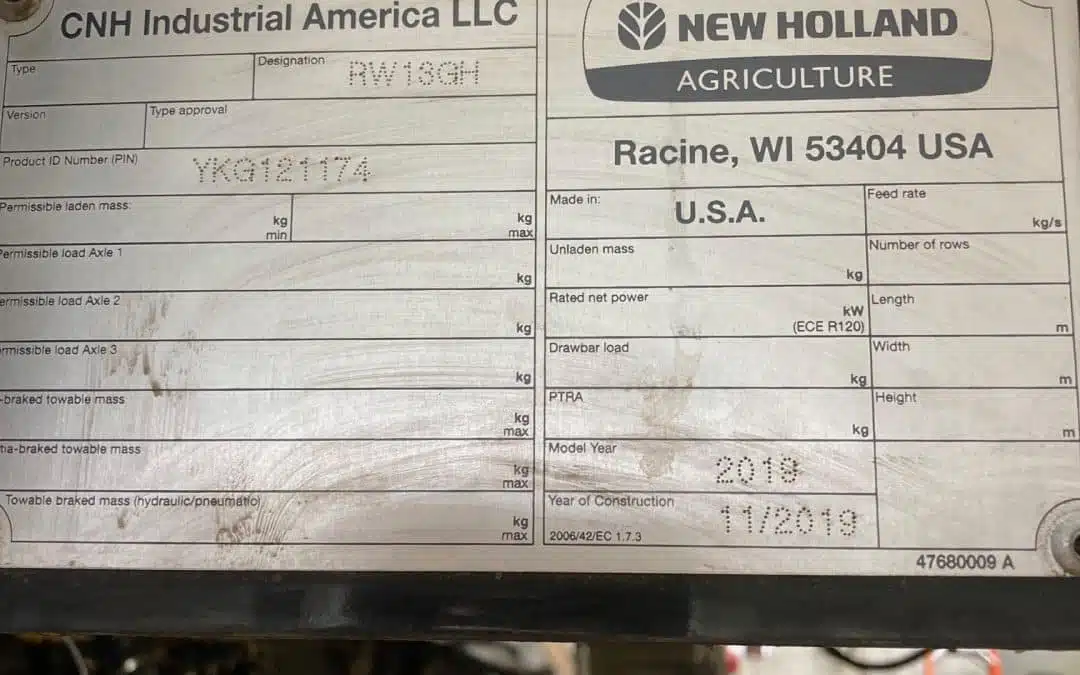 CNH Industrial America LLC
Type
Designation RW13GH
Version
Type approval
Product ID Number (PIN) YKG121174
Permissible laden mass:
kg
min
kg
max
Permissible load Axle 1
kg
ermissible load Axle 2
kg
rmissible load Axle 3
kg
-braked towable mass
kg
max
tia-braked towable mass
kg
max
Towable braked mass (hydraulic/pneumatic)
kg
max
NEW HOLLAND
AGRICULTURE
Racine, WI 53404 USA
Made in:
U.S.A.
Feed rate
kg/s
Unladen mass
kg
Number of rows
Rated net power
kW
(ECE R120)
Length
m
Drawbar load
kg
Width
m
PTRA
kg
Height
m
Model Year
2019
Year of Construction
11/2019
2006/42/EC 1.7.3
47680009 A